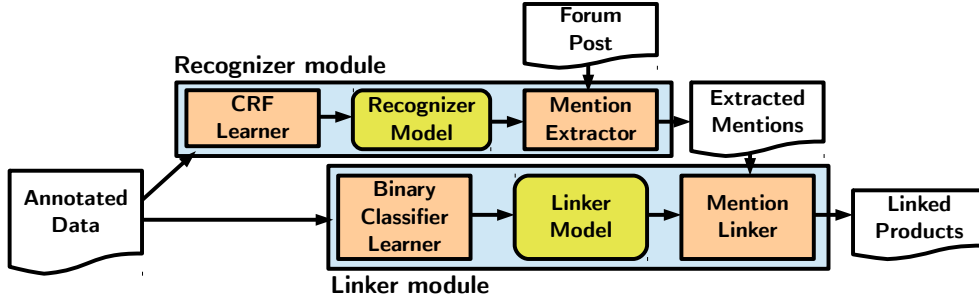 Forum
Post
Recognizer module
CRF
Learner
Recognizer
Model
Mention
Extractor
Extracted
Mentions
Annotated
Data
Binary
Classifier
Learner
Linker
Model
Mention
Linker
Linked
Products
Linker module